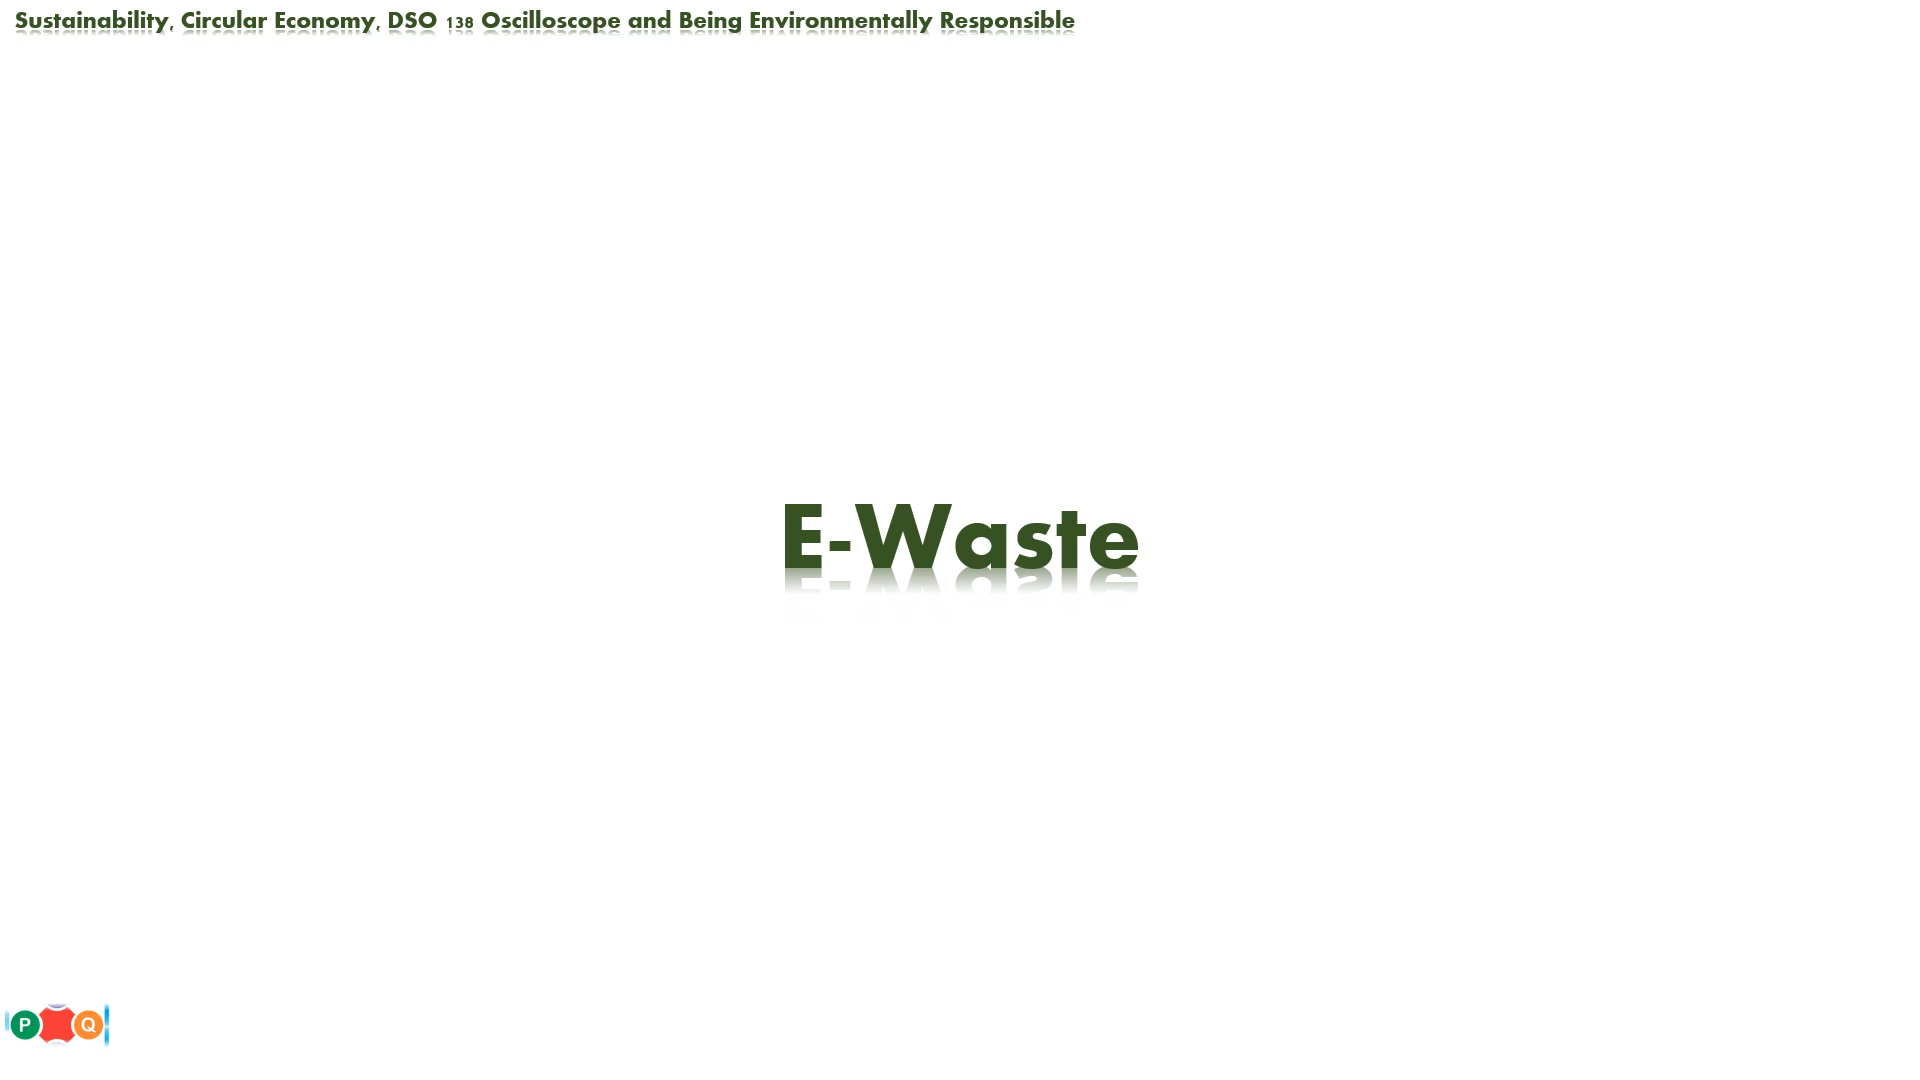 Sustainability, Circular Economy, DSO 138 Oscilloscope and Being Environmentally Responsible
E-Waste
P Q